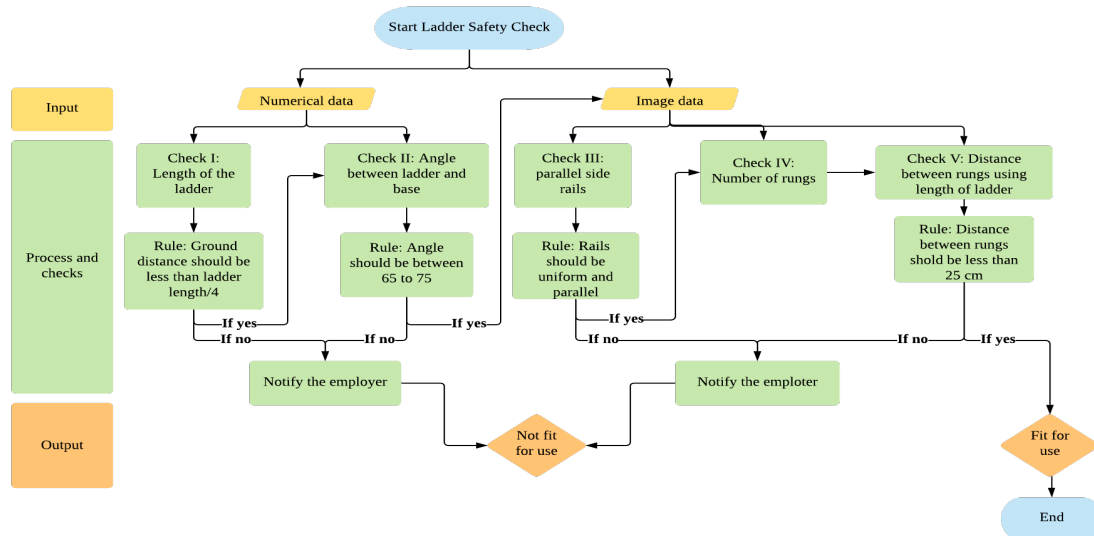 Start Ladder Safety Check
Input
Numerical data
Image data
Process and
checks
Check I:
Length of the
ladder
Check II: Angle
between ladder and
base
Check III:
parallel side
rails
Check IV:
Number of rungs
Check V: Distance
between rungs using
length of ladder
Rule: Ground
distance should be
less than ladder
length/4
Rule: Angle
should be between
65 to 75
Rule: Rails
should be
uniform and
parallel
Rule: Distance
between rungs
shold be less than
25 cm
If yes
If yes
If yes
If no
If no
If no
If no
If yes
Notify the employer
Notify the emploter
Output
Not fit
for use
Fit for
use
End